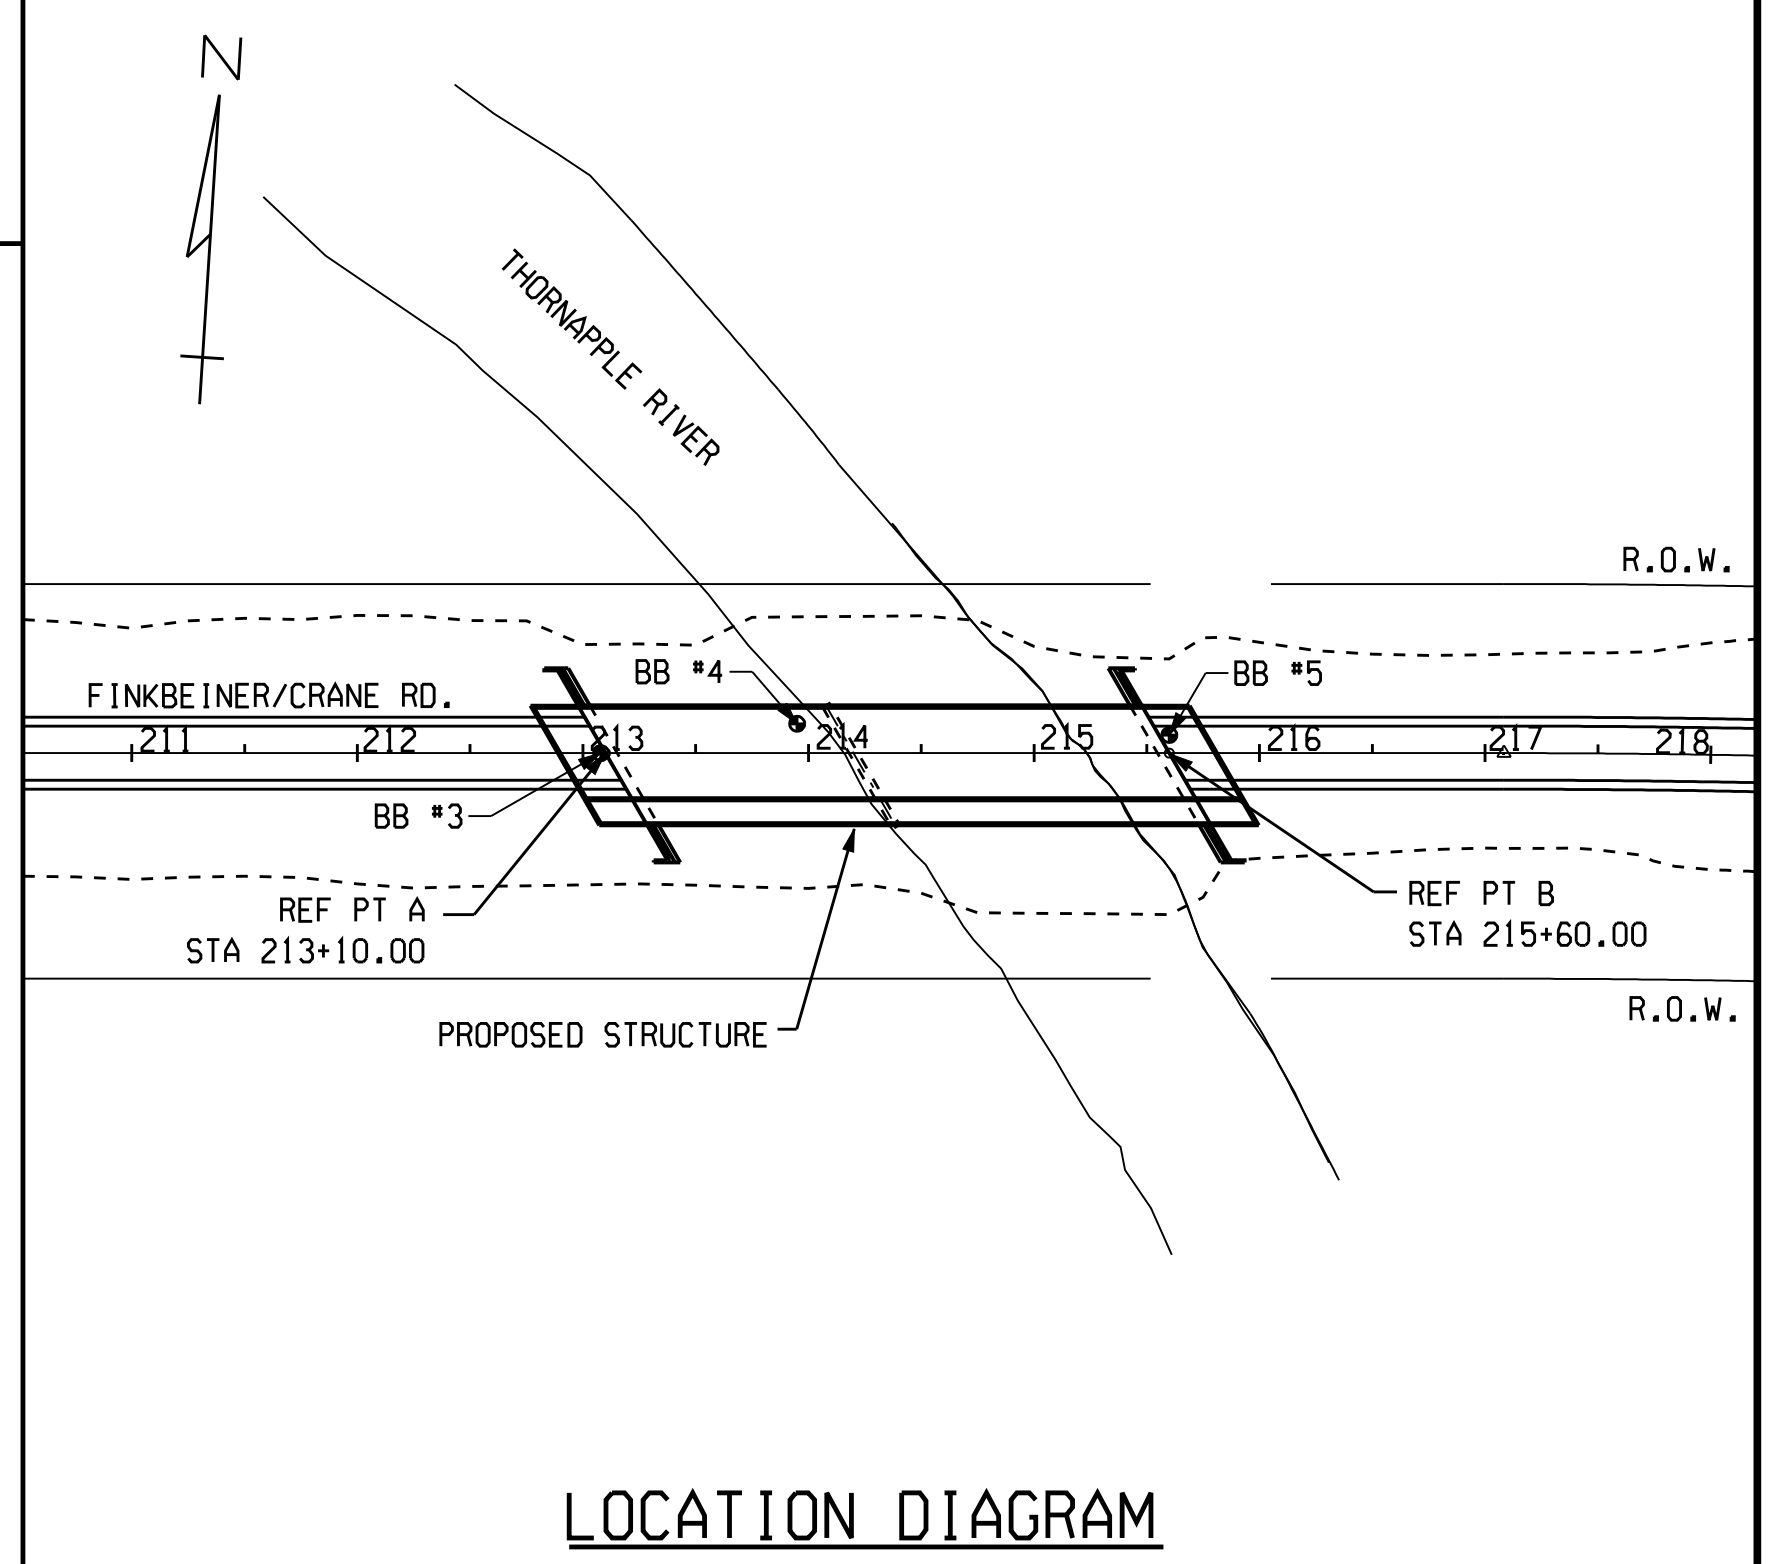 N
THORNAPPLE RIVER
R.O.W.
BB #4
BB #5
FINKBEINER/CRANE RD.
211 212 213 214 215 216 217 218
BB #3
REF PT A
STA 213+10.00
REF PT B
STA 215+60.00
R.O.W.
PROPOSED STRUCTURE
LOCATION DIAGRAM